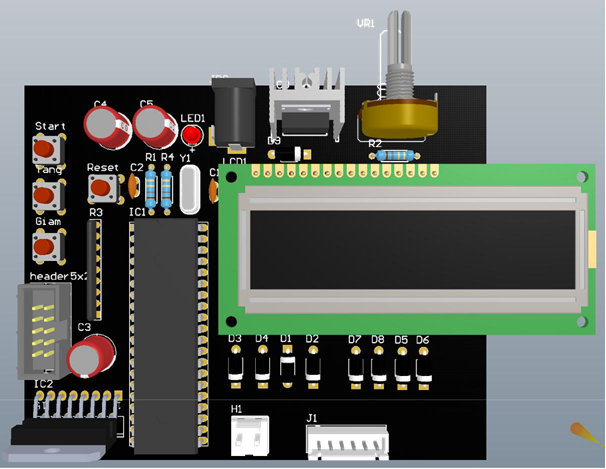 VR1
C4 C5
LED1
Start
R2
D9
Tang
Reset
C2
R1 R4
Y1
LCD1
Giam
R3
IC1
header5x2
C3
D3 D4 D1 D2 D7 D8 D5 D6
IC2
H1
J1